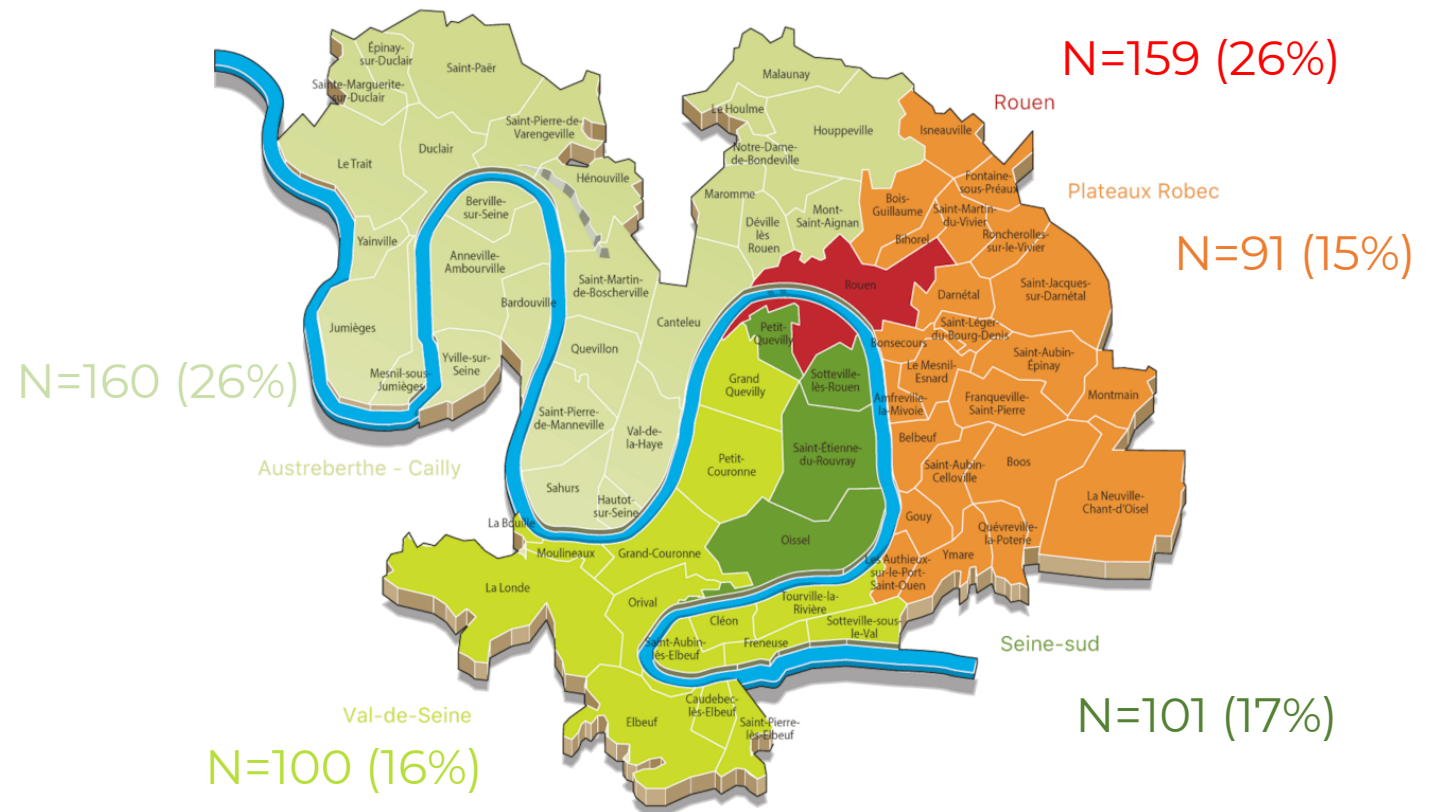 N=159 (26%)
Rouen
Plateaux Robec
N=91 (15%)
N=160 (26%)
Austreberthe - Cailly
Seine-sud
N=101 (17%)
Val-de-Seine
N=100 (16%)
Épinay-
sur-Duclair
Saint-Paër
Sainte-Marguerite-
sur-Duclair
Saint-Pierre-de-
Varengeville
Duclair
Le Trait
Hénouville
Berville-
sur-Seine
Yainville
Anneville-
Ambourville
Bardouville
Saint-Martin-
de-Boscherville
Jumièges
Mesnil-sous-
Jumièges
Yville-sur-
Seine
Quevillon
Canteleu
Saint-Pierre-
de-Manneville
Val-de-
la-Haye
Sahurs
Hautot-
sur-Seine
Malaunay
Le Houlme
Houppeville
Notre-Dame-
de-Bondeville
Maromme
Mont-
Saint-Aignan
Déville
lès
Rouen
Isneauville
Fontaine-
sous-Préaux
Bois-
Guillaume
Saint-Martin-
du-Vivier
Bihorel
Roncherolles-
sur-le-Vivier
Rouen
Darnétal
Saint-Jacques-
sur-Darnétal
Saint-Léger-
du-Bourg-Denis
Bonsecours
Le Mesnil-
Esnard
Saint-Aubin-
Épinay
Montmain
Amfreville-
la-Mivoie
Franqueville-
Saint-Pierre
Belbeuf
Saint-Aubin-
Celloville
Boos
La Neuville-
Chant-d'Oisel
Gouy
Quévreville-
la-Poterie
Ymare
Les Authieux-
sur-le-Port-
Saint-Ouen
Petit-
Quevilly
Sotteville-
lès-Rouen
Grand
Quevilly
Saint-Étienne-
du-Rouvray
Petit-
Couronne
Oissel
La Bouille
Moulineaux
Grand-Couronne
La Londe
Orival
Tourville-la-
Rivière
Cléon
Sotteville-sous-
le-Val
Freneuse
Saint-Aubin-
lès-Elbeuf
Caudebec-
lès-Elbeuf
Elbeuf
Saint-Pierre-
lès-Elbeuf